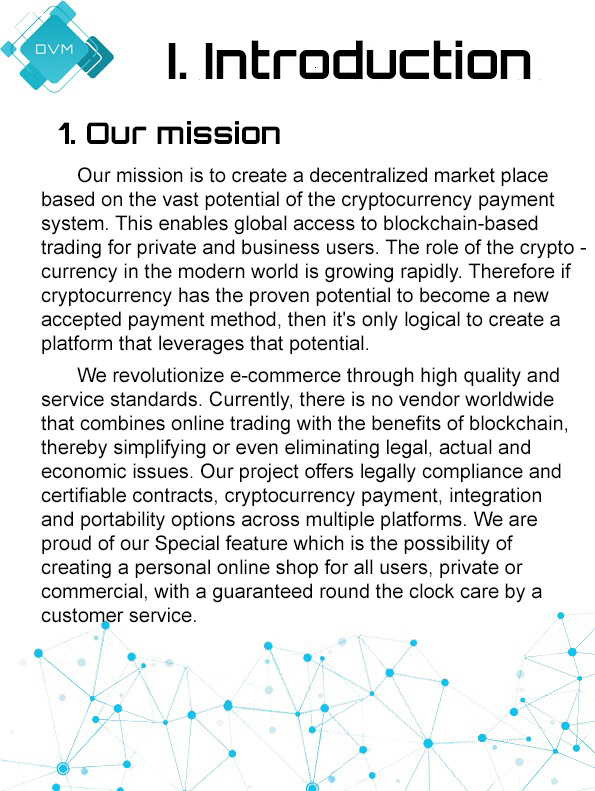 DVM
I. Introduction
1. Our mission
Our mission is to create a decentralized market place
based on the vast potential of the cryptocurrency payment
system. This enables global access to blockchain-based
trading for private and business users. The role of the crypto -
currency in the modern world is growing rapidly. Therefore if
cryptocurrency has the proven potential to become a new
accepted payment method, then it's only logical to create a
platform that leverages that potential.
We revolutionize e-commerce through high quality and
service standards. Currently, there is no vendor worldwide
that combines online trading with the benefits of blockchain,
thereby simplifying or even eliminating legal, actual and
economic issues. Our project offers legally compliance and
certifiable contracts, cryptocurrency payment, integration
and portability options across multiple platforms. We are
proud of our Special feature which is the possibility of
creating a personal online shop for all users, private or
commercial, with a guaranteed round the clock care by a
customer service.